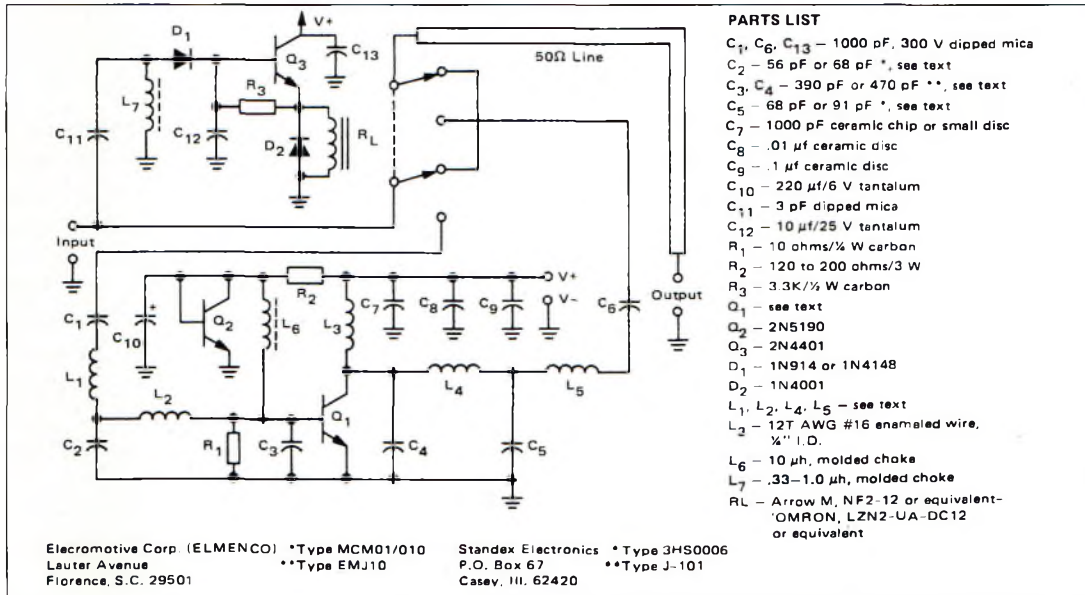 D1
V+
Q3
C13
50Ω Line
L7
R3
C11
C12
D2
RL
Input
V+
R2
V−
C7
C8
C9
C6
Output
C1
C10
+
Q2
L6
L3
L1
L2
L4
L5
Q1
C2
R1
C3
C4
C5
PARTS LIST
C1, C6, C13 – 1000 pF, 300 V dipped mica
C2 – 56 pF or 68 pF *, see text
C3, C4 – 390 pF or 470 pF **, see text
C5 – 68 pF or 91 pF *, see text
C7 – 1000 pF ceramic chip or small disc
C8 – .01 µf ceramic disc
C9 – .1 µf ceramic disc
C10 – 220 µf/6 V tantalum
C11 – 3 pF dipped mica
C12 – 10 µf/25 V tantalum
R1 – 10 ohms/¼ W carbon
R2 – 120 to 200 ohms/3 W
R3 – 3.3K/½ W carbon
Q1 – see text
Q2 – 2N5190
Q3 – 2N4401
D1 – 1N914 or 1N4148
D2 – 1N4001
L1, L2, L4, L5 – see text
L3 – 12T AWG #16 enameled wire,
¼" I.D.
L6 – 10 µh, molded choke
L7 – .33–1.0 µh, molded choke
RL – Arrow M, NF2-12 or equivalent–
'OMRON, LZN2-UA-DC12
or equivalent
Elecromotive Corp. (ELMENCO) *Type MCM01/010
Lauter Avenue **Type EMJ10
Florence, S.C. 29501
Standex Electronics *Type 3HS0006
P.O. Box 67 **Type J-101
Casey, Ill. 62420